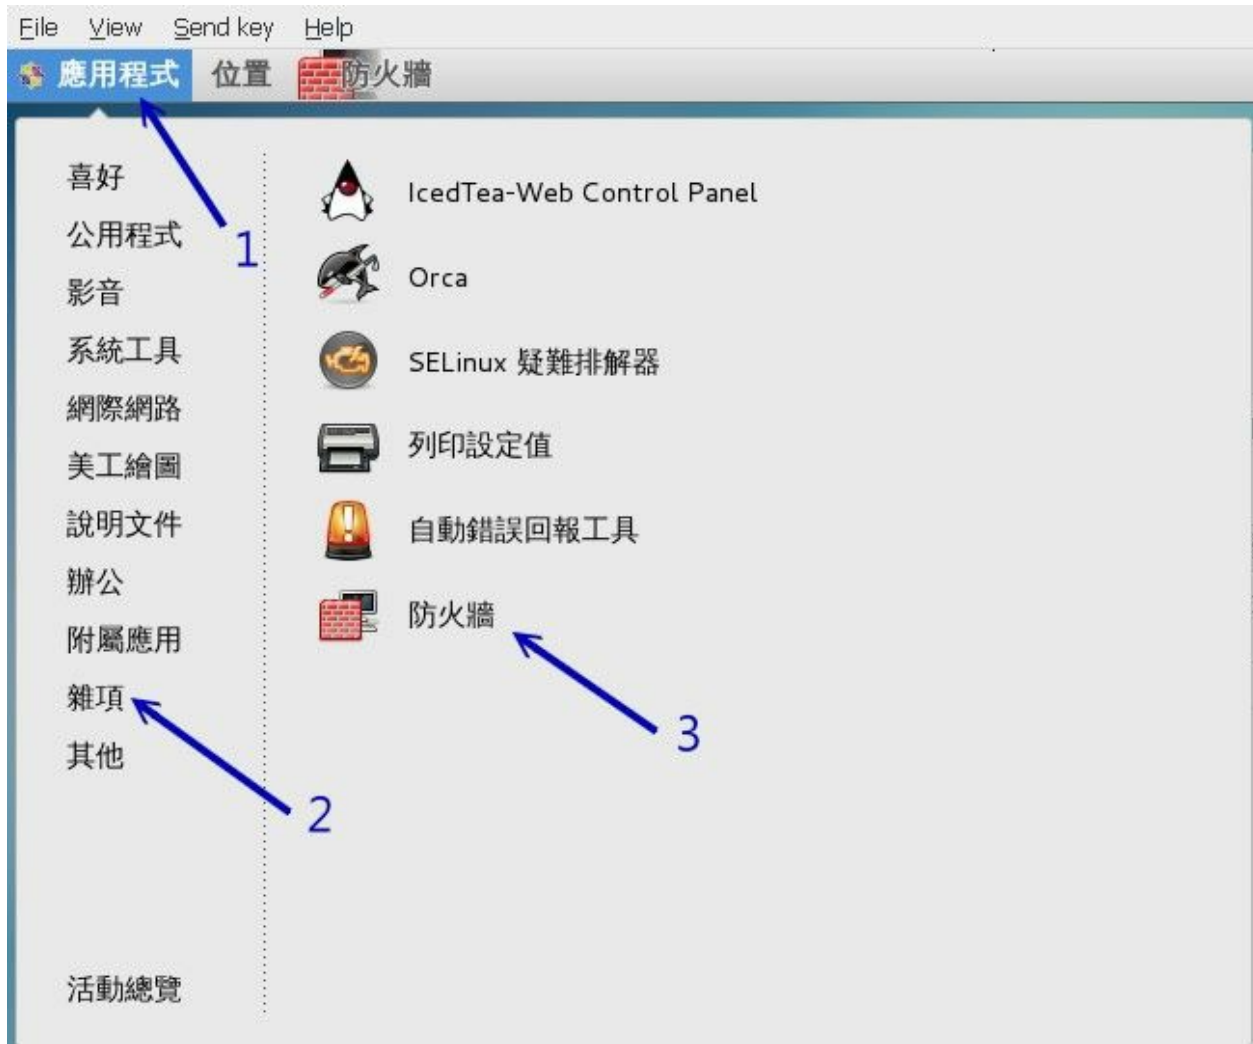 File View Send key Help
應用程式 位置 防火牆
喜好
公用程式
影音
系統工具
網際網路
美工繪圖
說明文件
辦公
附屬應用
雜項
其他
活動總覽
IcedTea-Web Control Panel
Orca
SELinux 疑難排解器
列印設定值
自動錯誤回報工具
防火牆
1
2
3